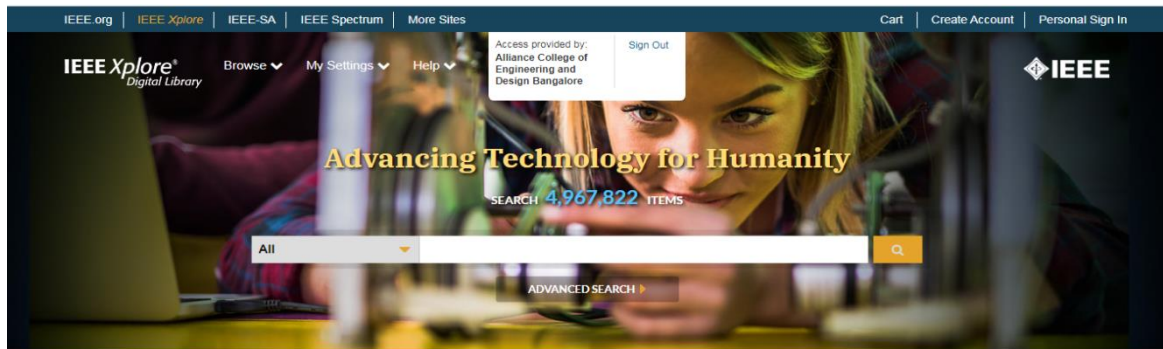 IEEE.org | IEEE Xplore | IEEE-SA | IEEE Spectrum | More Sites
Cart | Create Account | Personal Sign In
IEEE Xplore®
Digital Library
Browse My Settings Help
Access provided by:
Alliance College of
Engineering and
Design Bangalore
Sign Out
IEEE
Advancing Technology for Humanity
SEARCH 4,967,822 ITEMS
All
ADVANCED SEARCH